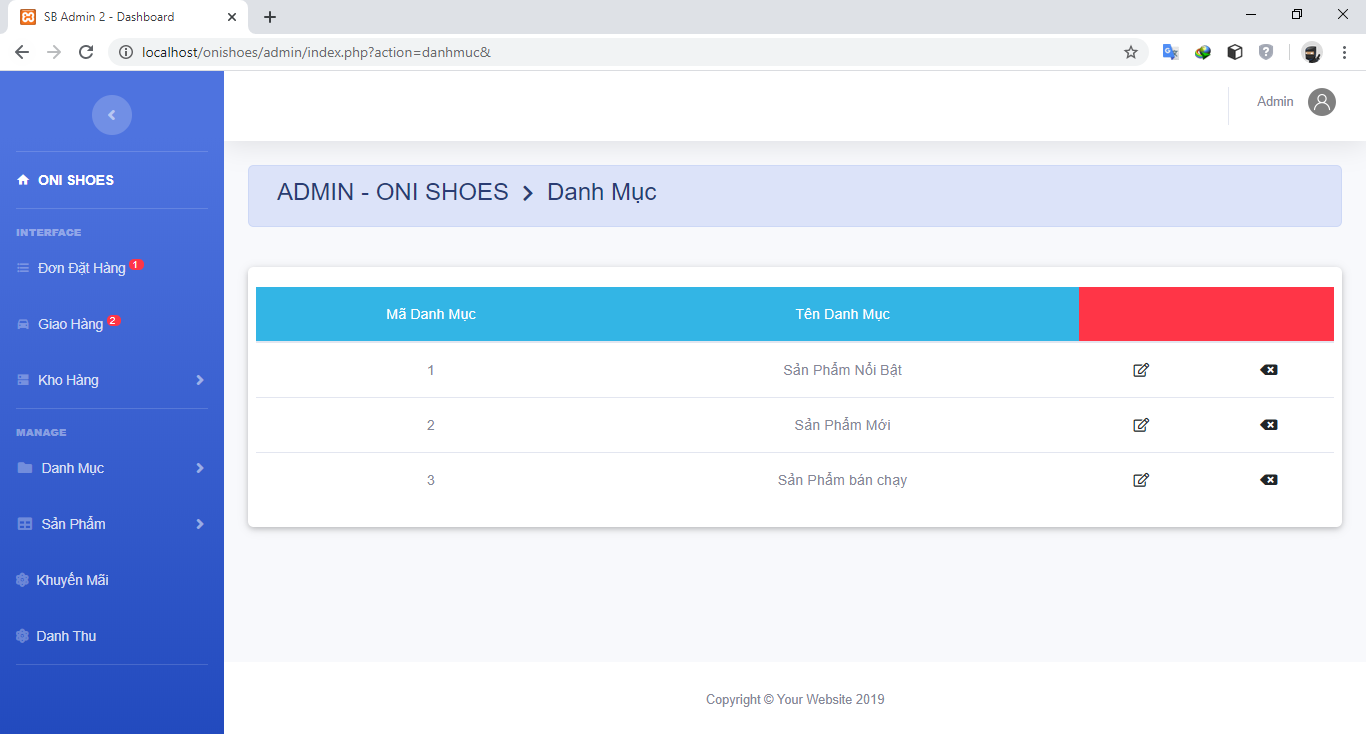 SB Admin 2 - Dashboard
localhost/onishoes/admin/index.php?action=danhmuc&
Admin
ONI SHOES
INTERFACE
Đơn Đặt Hàng 1
Giao Hàng 2
Kho Hàng
MANAGE
Danh Mục
Sản Phẩm
Khuyến Mãi
Danh Thu
ADMIN - ONI SHOES > Danh Mục
Mã Danh Mục Tên Danh Mục
1 Sản Phẩm Nổi Bật
2 Sản Phẩm Mới
3 Sản Phẩm bán chạy
Copyright © Your Website 2019